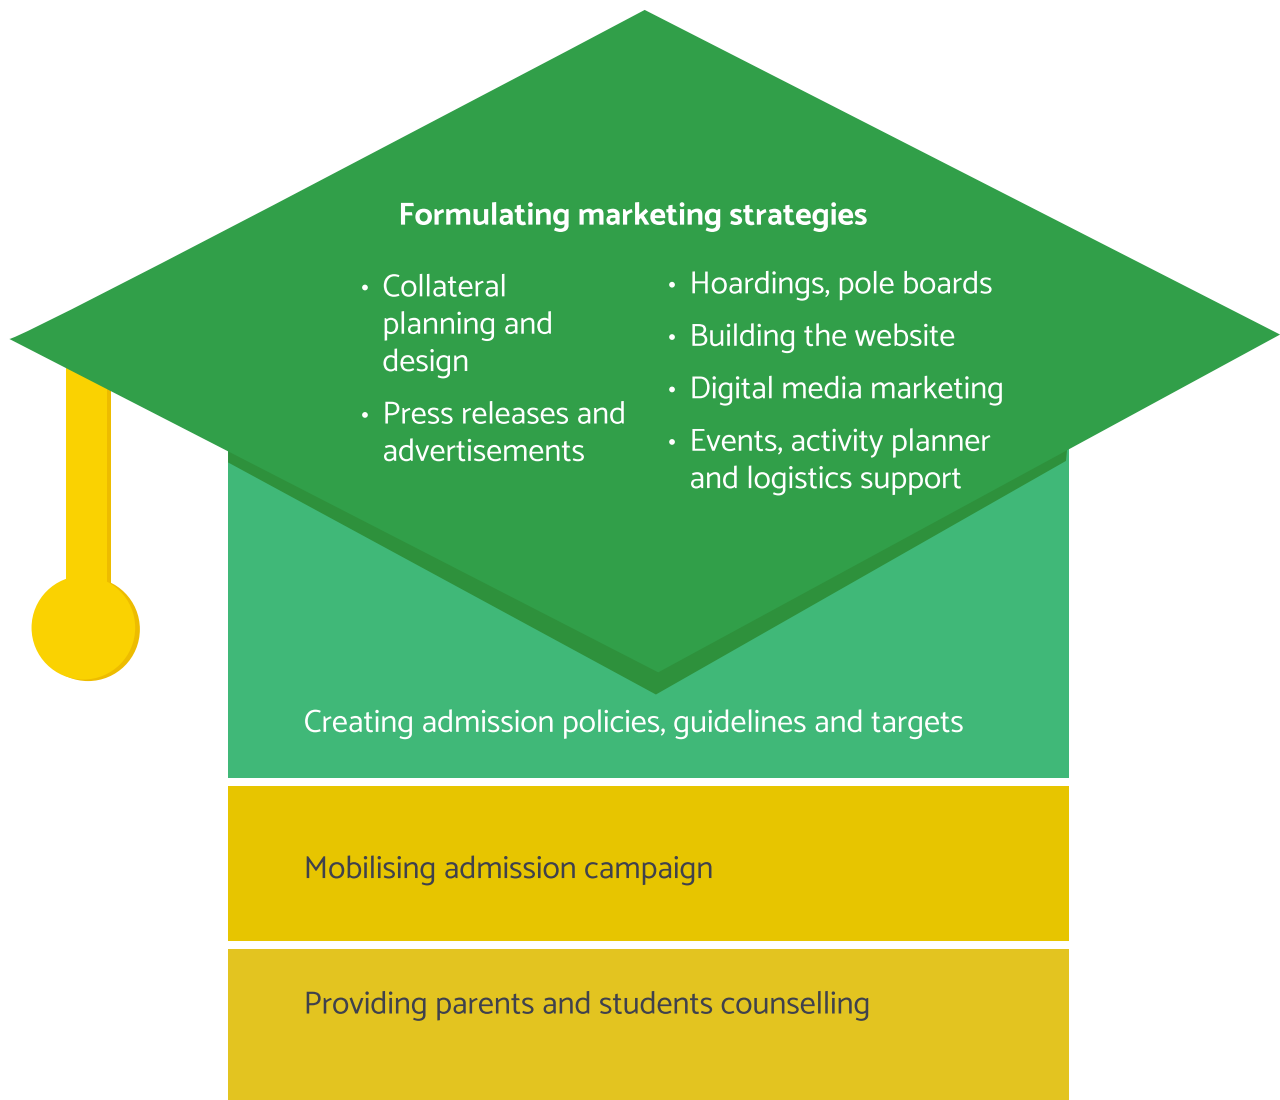 Formulating marketing strategies
• Collateral
planning and
design
• Press releases and
advertisements
• Hoardings, pole boards
• Building the website
• Digital media marketing
• Events, activity planner
and logistics support
Creating admission policies, guidelines and targets
Mobilising admission campaign
Providing parents and students counselling